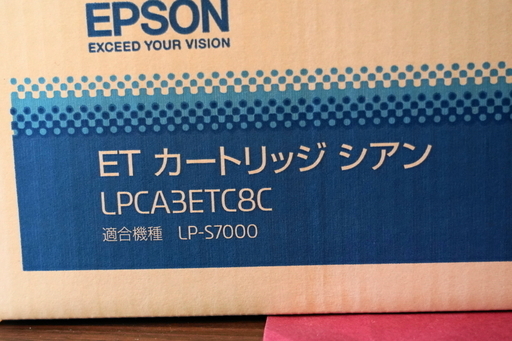 EPSON
EXCEED YOUR VISION
ET カートリッジ シアン
LPCA3ETC8C
適合機種 LP-S7000